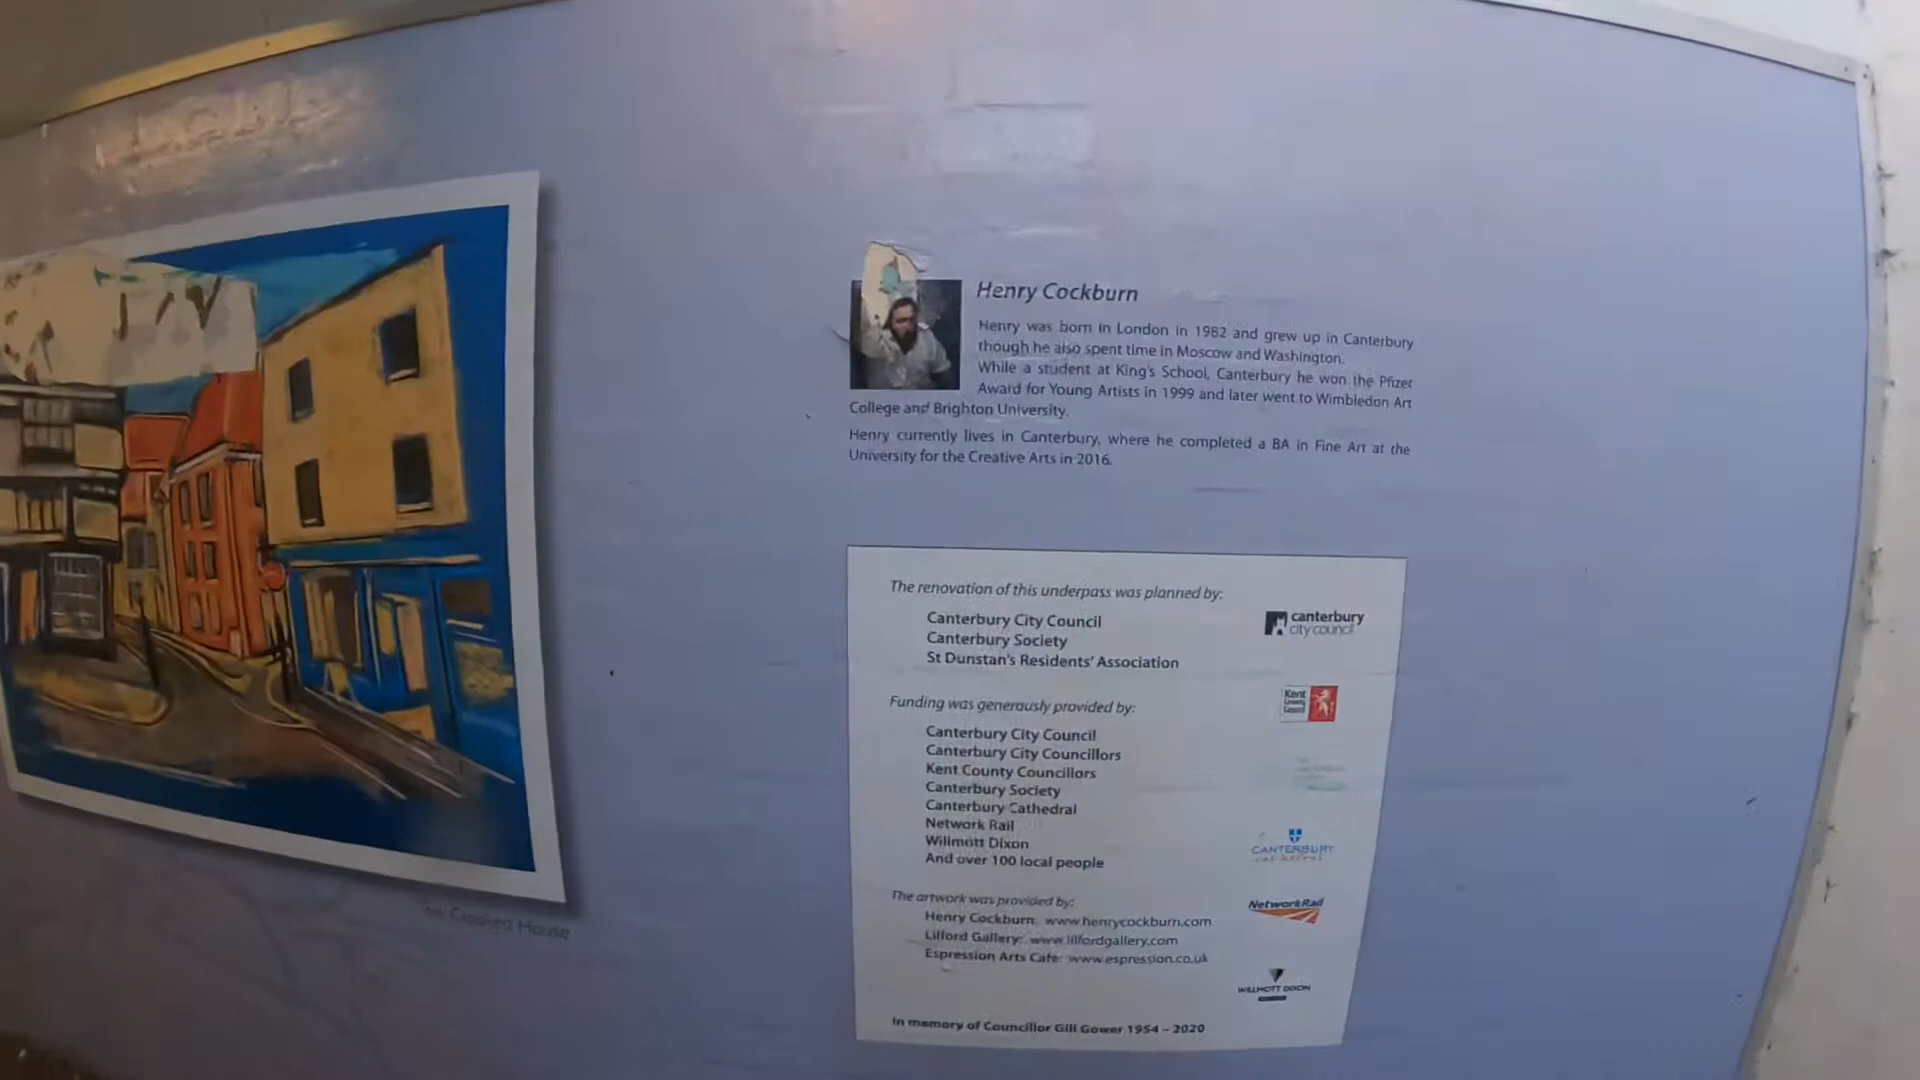 Henry Cockburn
Henry was born in London in 1982 and grew up in Canterbury
though he also spent time in Moscow and Washington.
While a student at King's School, Canterbury he won the Pfizer
Award for Young Artists in 1999 and later went to Wimbledon Art
College and Brighton University.
Henry currently lives in Canterbury, where he completed a BA in Fine Art at the
University for the Creative Arts in 2016.
The renovation of this underpass was planned by:
Canterbury City Council
Canterbury Society
St Dunstan's Residents' Association
canterbury
city council
Funding was generously provided by:
Canterbury City Council
Canterbury City Councillors
Kent County Councillors
Canterbury Society
Canterbury Cathedral
Network Rail
Willmott Dixon
And over 100 local people
Kent
County
Council
CANTERBURY
NetworkRail
WILLMOTT DIXON
The artwork was provided by:
Henry Cockburn: www.henrycockburn.com
Lilford Gallery: www.lilfordgallery.com
Espression Arts Cafe: www.espression.co.uk
In memory of Councillor Gill Gower 1954 – 2020
Crooked House